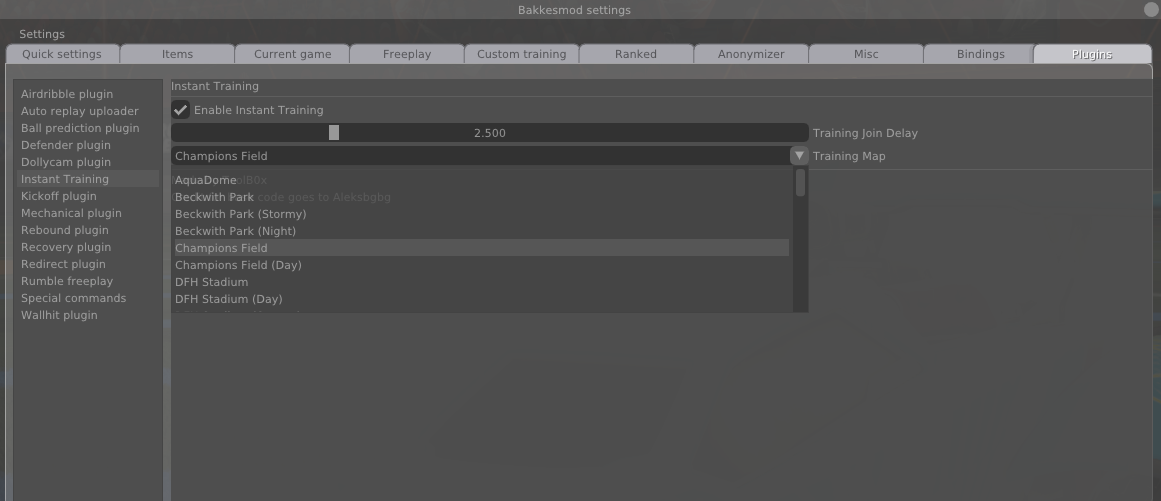 Bakkesmod settings
Settings
Quick settings
Items
Current game
Freeplay
Custom training
Ranked
Anonymizer
Misc
Bindings
Plugins
Airdribble plugin
Auto replay uploader
Ball prediction plugin
Defender plugin
Dollycam plugin
Instant Training
Kickoff plugin
Mechanical plugin
Rebound plugin
Recovery plugin
Redirect plugin
Rumble freeplay
Special commands
Wallhit plugin
Instant Training
Enable Instant Training
2.500 Training Join Delay
Champions Field Training Map
AquaDome
Beckwith Park
code goes to Aleksbgbg
Beckwith Park (Stormy)
Beckwith Park (Night)
Champions Field
Champions Field (Day)
DFH Stadium
DFH Stadium (Day)